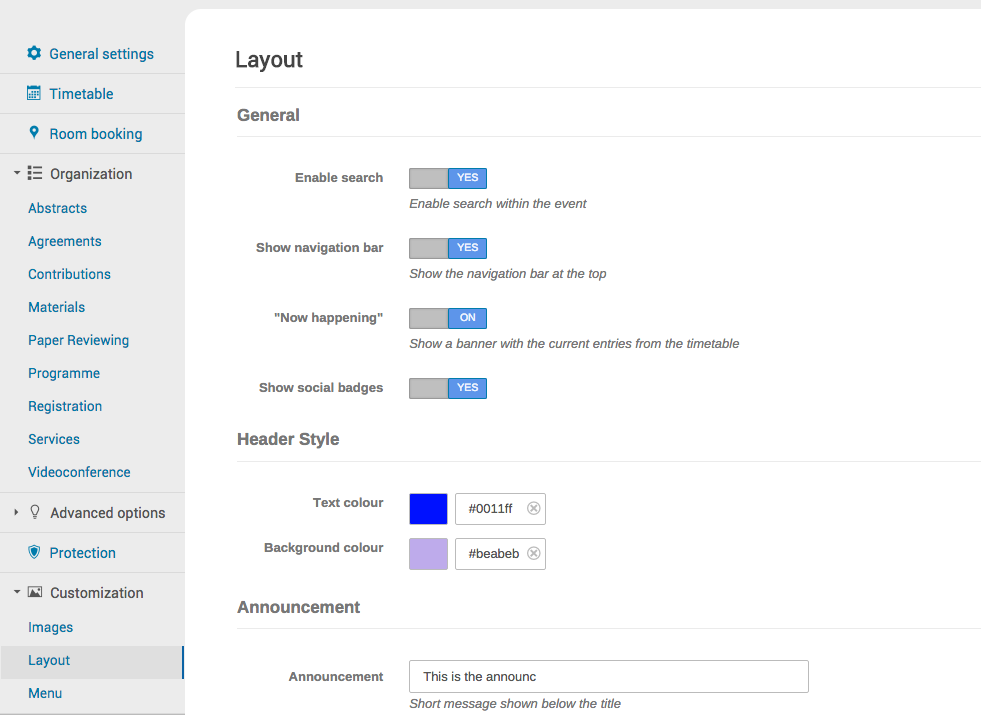 General settings
Timetable
Room booking
Organization
Abstracts
Agreements
Contributions
Materials
Paper Reviewing
Programme
Registration
Services
Videoconference
Advanced options
Protection
Customization
Images
Layout
Menu
Layout
General
Enable search YES
Enable search within the event
Show navigation bar YES
Show the navigation bar at the top
"Now happening" ON
Show a banner with the current entries from the timetable
Show social badges YES
Header Style
Text colour #0011ff
Background colour #beabeb
Announcement
Announcement This is the announc
Short message shown below the title